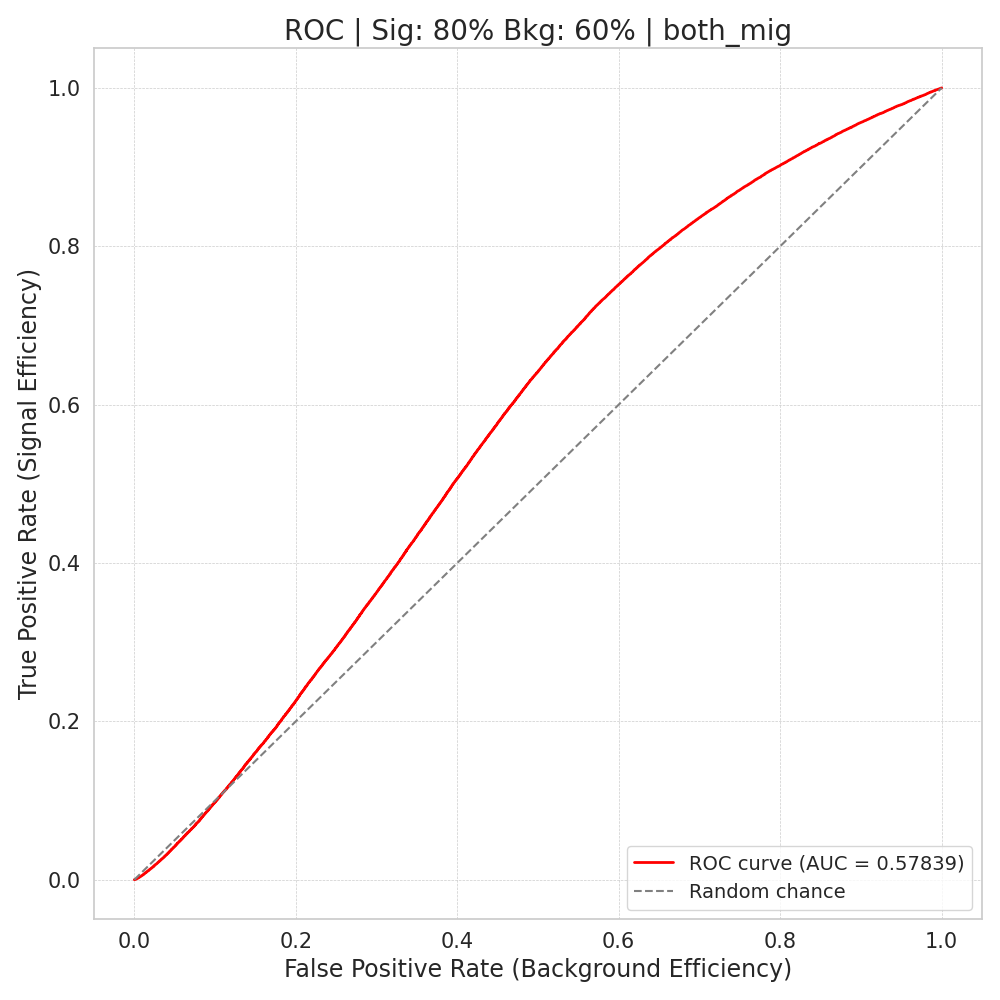 ROC | Sig: 80% Bkg: 60% | both_mig
True Positive Rate (Signal Efficiency)
1.0
0.8
0.6
0.4
0.2
0.0
ROC curve (AUC = 0.57839)
Random chance
0.0 0.2 0.4 0.6 0.8 1.0
False Positive Rate (Background Efficiency)